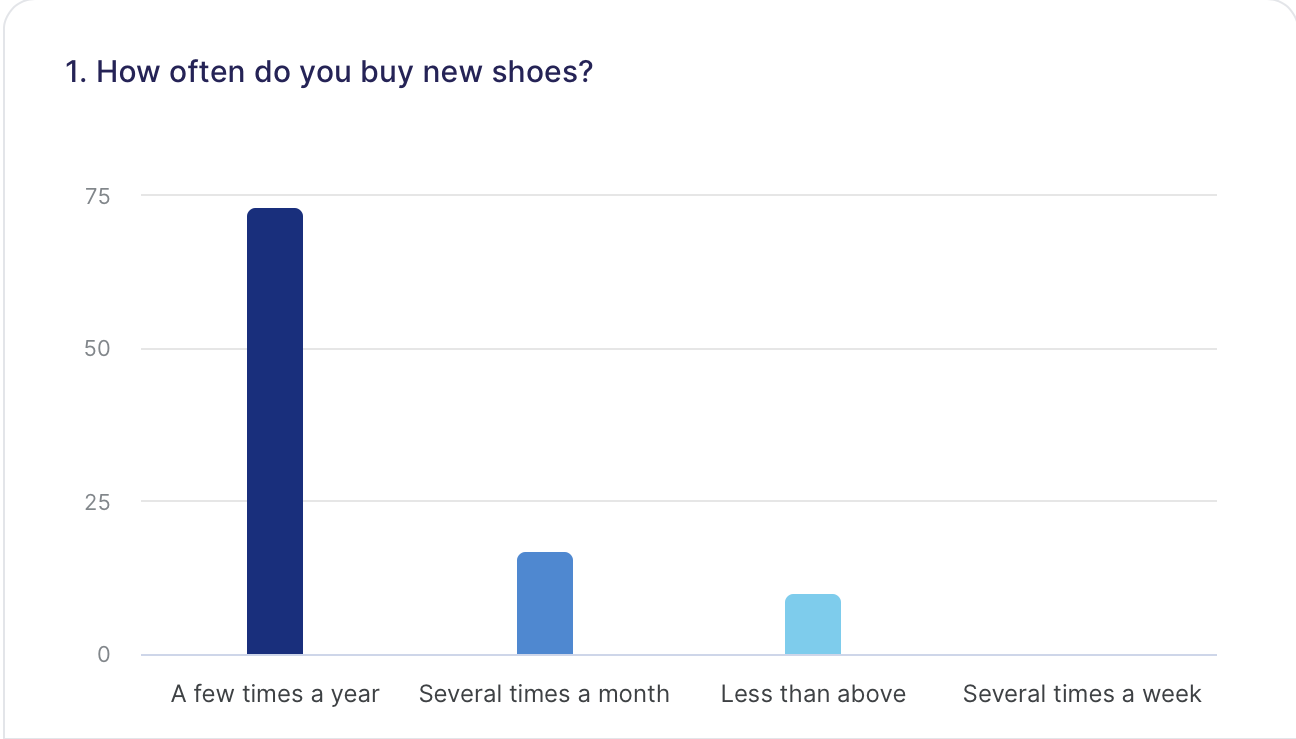 1. How often do you buy new shoes?
75
50
25
0
A few times a year
Several times a month
Less than above
Several times a week